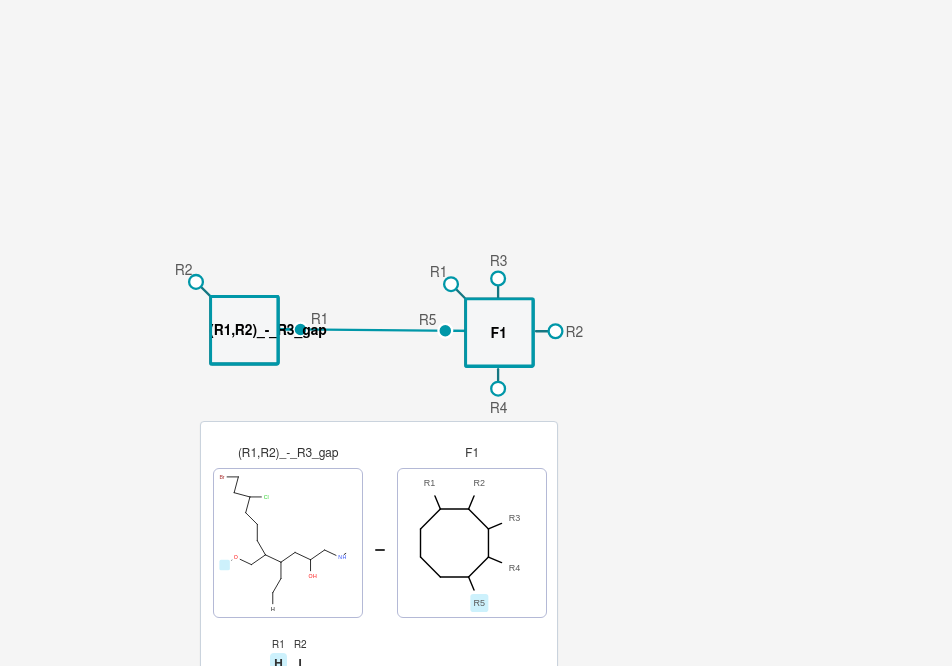 R3
R2
R1
R1
R5
(R1,R2)_-_R3_gap
F1
R2
R4
(R1,R2)_-_R3_gap
F1
Br
R1
R2
Cl
R3
O
–
R4
OH
R5
H
R1 R2
H